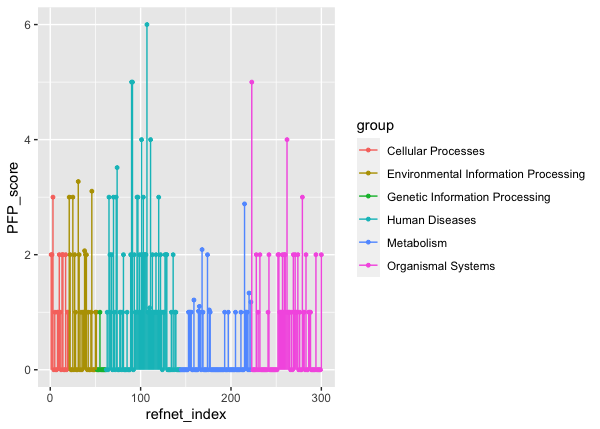 6
4
2
0
PFP_score
0
100
200
300
refnet_index
group
Cellular Processes
Environmental Information Processing
Genetic Information Processing
Human Diseases
Metabolism
Organismal Systems